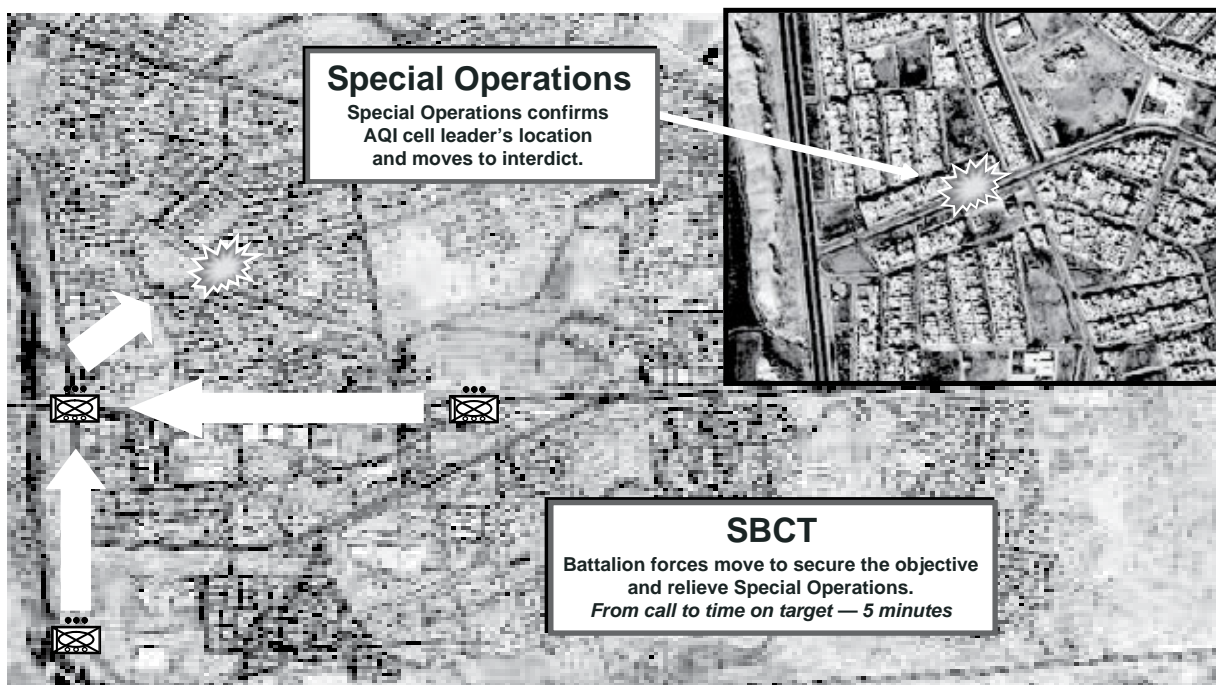 Special Operations
Special Operations confirms
AQI cell leader's location
and moves to interdict.
SBCT
Battalion forces move to secure the objective
and relieve Special Operations.
From call to time on target — 5 minutes